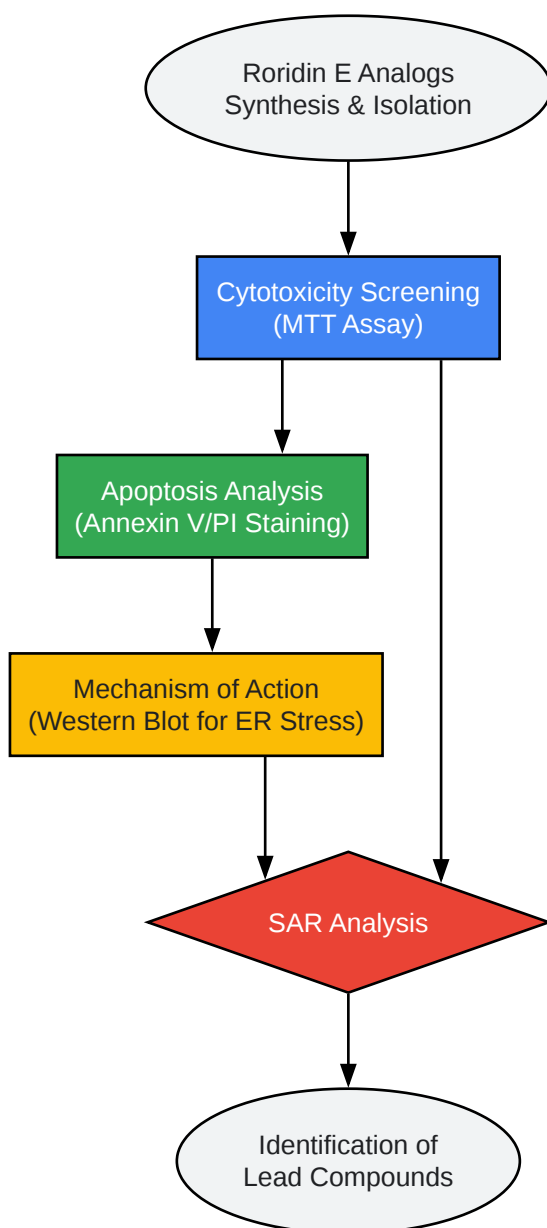 Roridin E Analogs
Synthesis & Isolation
Cytotoxicity Screening
(MTT Assay)
Apoptosis Analysis
(Annexin V/PI Staining)
Mechanism of Action
(Western Blot for ER Stress)
SAR Analysis
Identification of
Lead Compounds